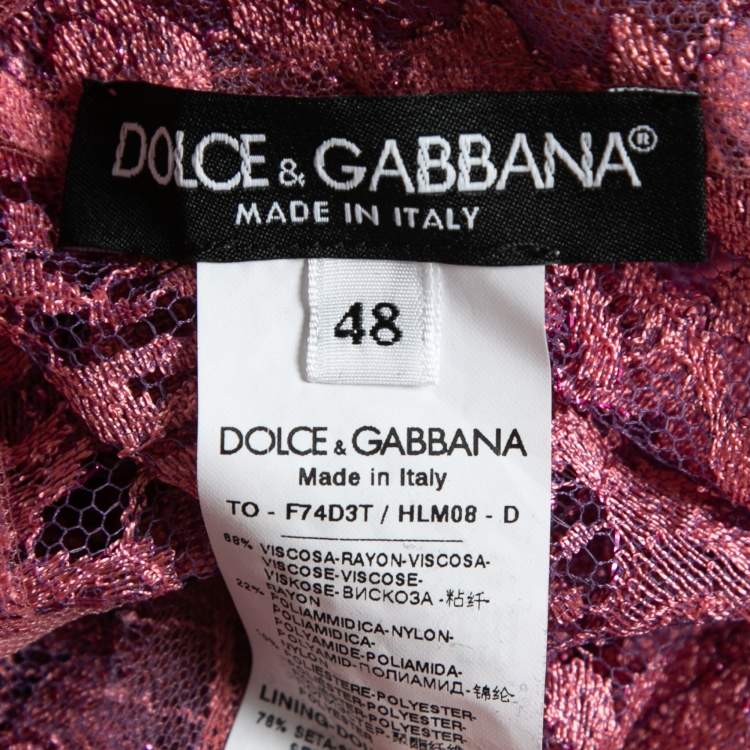 DOLCE & GABBANA®
MADE IN ITALY
48
DOLCE & GABBANA
Made in Italy
TO - F74D3T / HLM08 - D
68% VISCOSA-RAYON-VISCOSA-
VISCOSE-VISCOSE-
VISKOSE-ВИСКОЗА-粘纤-
RAYON
22% POLIAMMIDICA-NYLON-
POLIAMIDICA-
POLYAMIDE-POLIAMIDA-
NYLOMID-ПОЛИАМИД-锦纶-
POLIESTERE-POLYESTER-
POLYESTER-
LINING-
78% SETA-